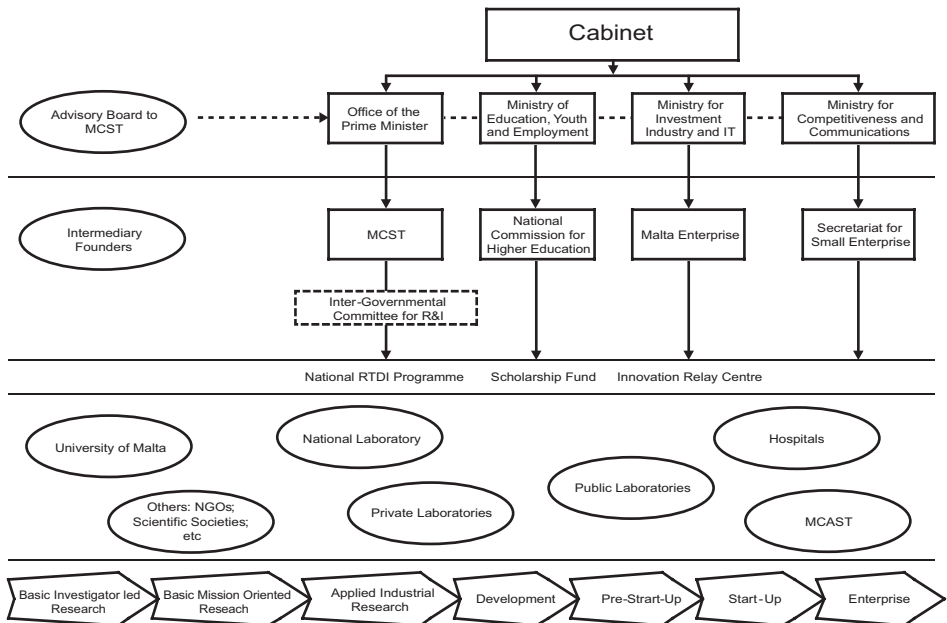 Cabinet
Advisory Board to
MCST
Office of the
Prime Minister
Ministry of
Education, Youth
and Employment
Ministry for
Investment
Industry and IT
Ministry for
Competitiveness and
Communications
Intermediary
Founders
MCST
National
Commission for
Higher Education
Malta Enterprise
Secretariat for
Small Enterprise
Inter-Governmental
Committee for R&I
National RTDI Programme
Scholarship Fund
Innovation Relay Centre
University of Malta
National Laboratory
Hospitals
Others: NGOs;
Scientific Societies;
etc
Private Laboratories
Public Laboratories
MCAST
Basic Investigator led
Research
Basic Mission Oriented
Reseach
Applied Industrial
Research
Development
Pre-Strart-Up
Start-Up
Enterprise